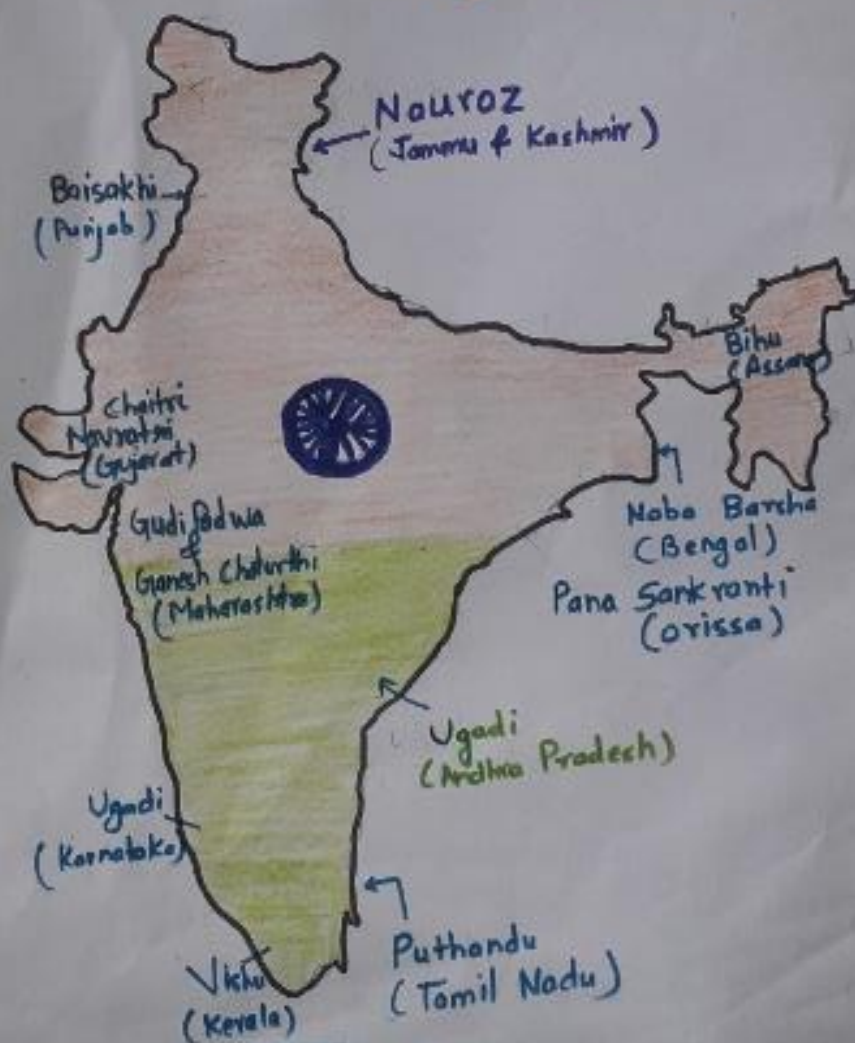 Nouroz
(Jammu & Kashmir)
Baisakhi
(Punjab)
Bihu
(Assam)
Chaitri
Navratri
(Gujarat)
Gudi Padwa
&
Ganesh Chaturthi
(Maharashtra)
Nobo Barsha
(Bengal)
Pana Sankranti
(Orissa)
Ugadi
(Andhra Pradesh)
Ugadi
(Karnataka)
Puthandu
(Tamil Nadu)
Vishu
(Kerala)